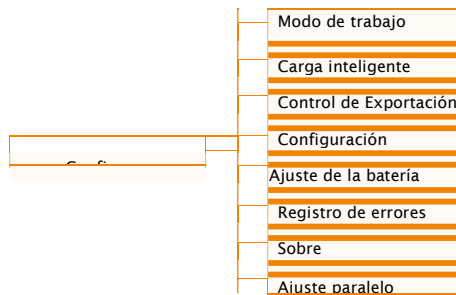 Modo de trabajo
Carga inteligente
Control de Exportación
Configuración
Ajuste de la batería
Registro de errores
Sobre
Ajuste paralelo